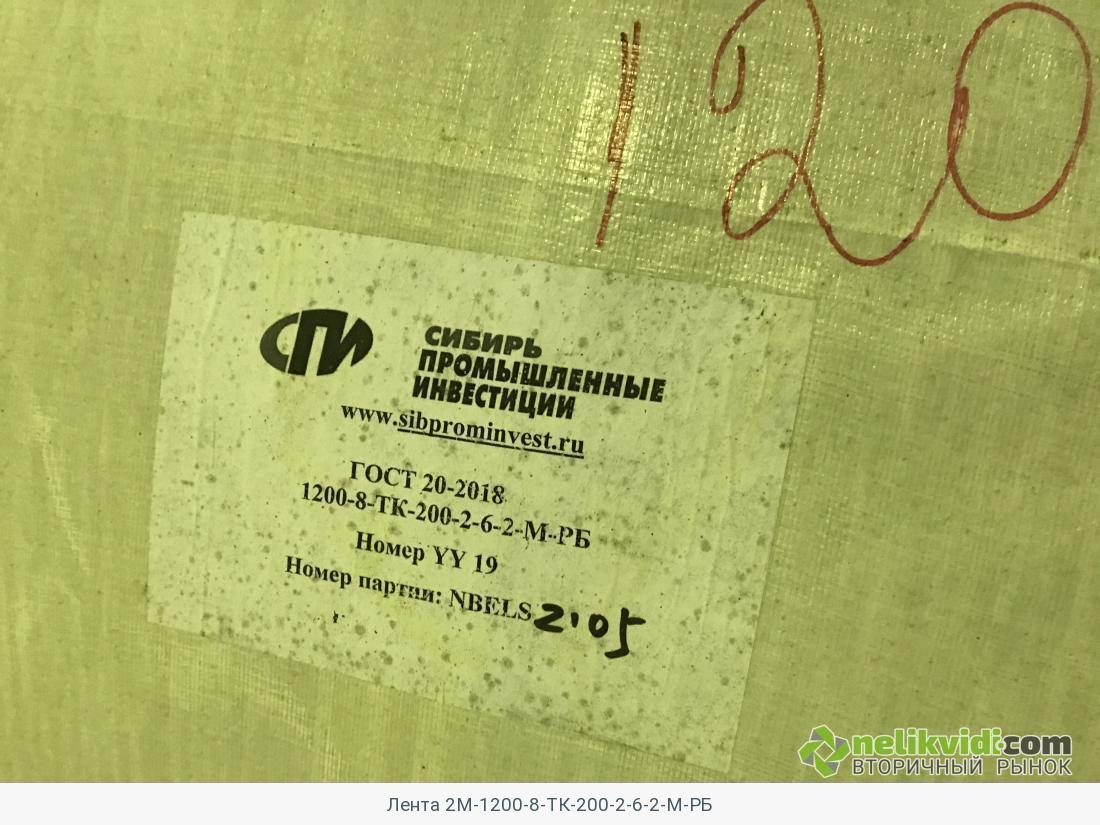 120
СПИ
СИБИРЬ
ПРОМЫШЛЕННЫЕ
ИНВЕСТИЦИИ
www.sibprominvest.ru
ГОСТ 20-2018
1200-8-ТК-200-2-6-2-М-РБ
Номер YY 19
Номер партии: NBELS 2.05
nelikvidi.com
ВТОРИЧНЫЙ РЫНОК
Лента 2М-1200-8-ТК-200-2-6-2-М-РБ